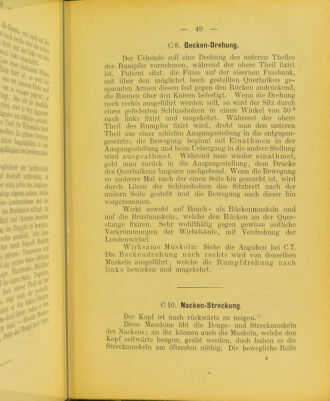 — 49 —
C 8. Becken-Drehung.
Der Uebende soll eine Drehung des unteren Theiles
des Rumpfes vornehmen, während der obere Theil fixirt
ist. Patient sitzt, die Füsse auf der eisernen Fussbank,
mit über den möglichst hoch gestellten Querbalken ge-
spannten Armen diesen fest gegen den Rücken andrückend,
die Riemen über den Knieen befestigt. Wenn die Drehung
nach rechts ausgeführt werden soll, so wird der Sitz durch
einen gefiederten Schlussbolzen in einer Winkel von 50°
nach links fixirt und umgekehrt. Während der obere
Theil des Rumpfes fixirt wird, dreht man den unteren
Theil aus einer schiefen Ausgangsstellung in die entgegen-
gesetzte; die Bewegung beginnt mit Einathmen in der
Ausgangsstellung und beim Uebergang in die andere Stellung
wird ausgeathmet. Während man wieder einathmet,
geht man zurück in die Ausgangsstellung, dem Drucke
des Querbalkens langsam nachgebend. Wenn die Bewegung
so mehrere Mal nach der einen Seite hin gemacht ist, wird
durch Lösen der Schlussbolzen das Sitzbrett nach der
andern Seite gestellt und die Bewegung nach dieser hin
vorgenommen.
Wirkt sowohl auf Bauch- als Rückenmuskeln und
auf die Brustmuskeln, welche den Rücken an der Quer-
stange fixiren. Sehr wohlthätig gegen gewisse seitliche
Verkrümmungen der Wirbelsäule, mit Verdrehung der
Lendenwirbel.
Wirksame Muskeln: Siehe die Angaben bei C 7.
Die Beckendrehung nach rechts wird von denselben
Muskeln ausgeführt, welche die Rumpfdrehung nach
links bewirken und umgekehrt.
C 10. Nacken-Streckung.
Der Kopf ist nach rückwärts zu neigen.
Diese Maschine übt die Beuge- und Streckmuskeln
des Nackens; an ihr können auch die Muskeln, welche den
Kopf seitwärts beugen, geübt werden, doch haben es die
Streckmuskeln am öftersten nöthig. Die bewegliche Rolle
4